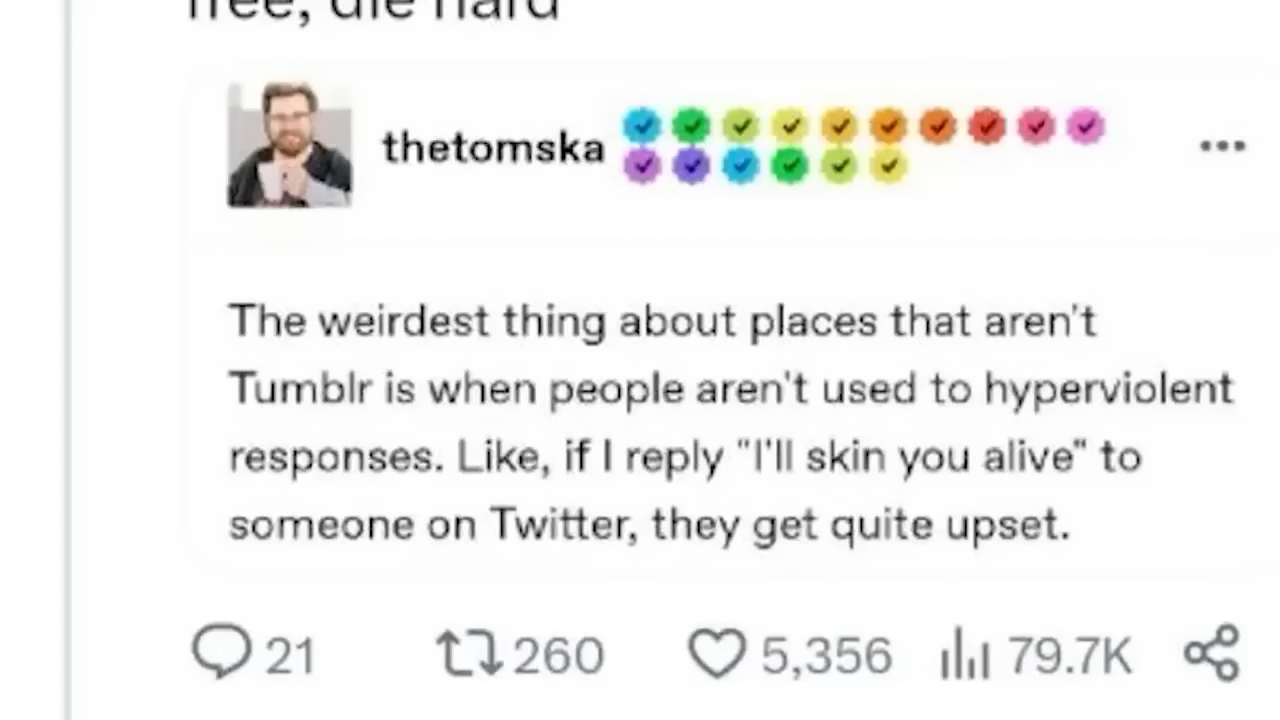 free, die hard
thetomska
The weirdest thing about places that aren't
Tumblr is when people aren't used to hyperviolent
responses. Like, if I reply "I'll skin you alive" to
someone on Twitter, they get quite upset.
21 260 5,356 79.7K